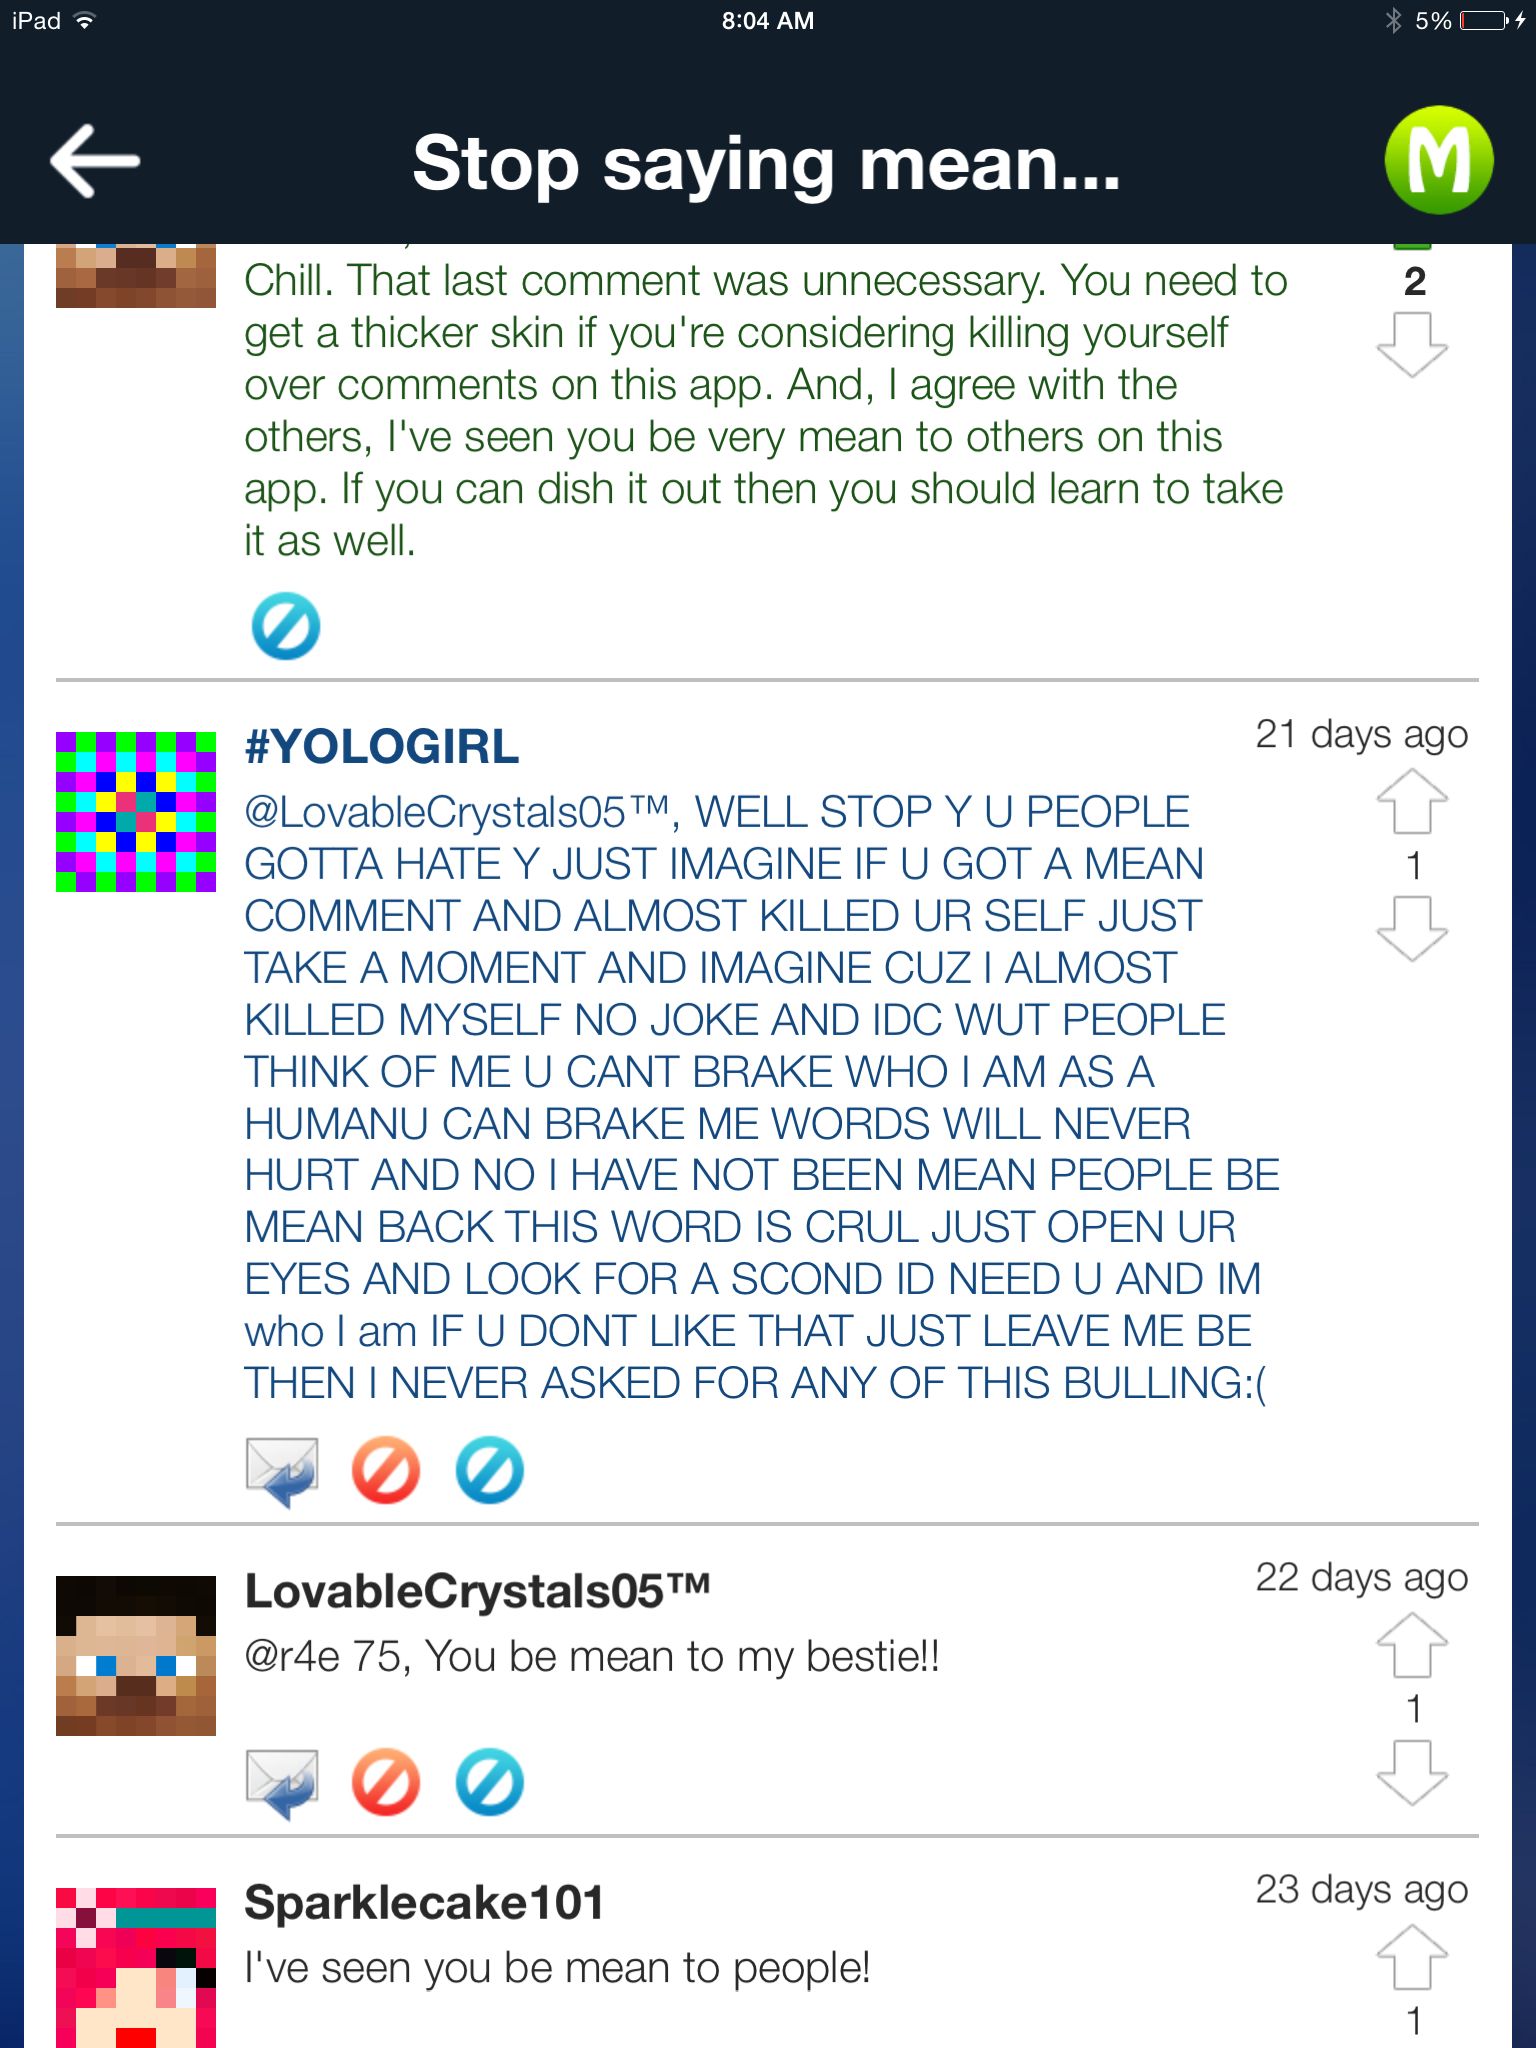 iPad 8:04 AM 5%
Stop saying mean... M
Chill. That last comment was unnecessary. You need to
2
get a thicker skin if you're considering killing yourself
over comments on this app. And, I agree with the
others, I've seen you be very mean to others on this
app. If you can dish it out then you should learn to take
it as well.
#YOLOGIRL 21 days ago
@LovableCrystals05™, WELL STOP Y U PEOPLE
GOTTA HATE Y JUST IMAGINE IF U GOT A MEAN
1
COMMENT AND ALMOST KILLED UR SELF JUST
TAKE A MOMENT AND IMAGINE CUZ I ALMOST
KILLED MYSELF NO JOKE AND IDC WUT PEOPLE
THINK OF ME U CANT BRAKE WHO I AM AS A
HUMANU CAN BRAKE ME WORDS WILL NEVER
HURT AND NO I HAVE NOT BEEN MEAN PEOPLE BE
MEAN BACK THIS WORD IS CRUL JUST OPEN UR
EYES AND LOOK FOR A SCOND ID NEED U AND IM
who I am IF U DONT LIKE THAT JUST LEAVE ME BE
THEN I NEVER ASKED FOR ANY OF THIS BULLING:(
LovableCrystals05™ 22 days ago
@r4e 75, You be mean to my bestie!!
1
Sparklecake101 23 days ago
I've seen you be mean to people!
1